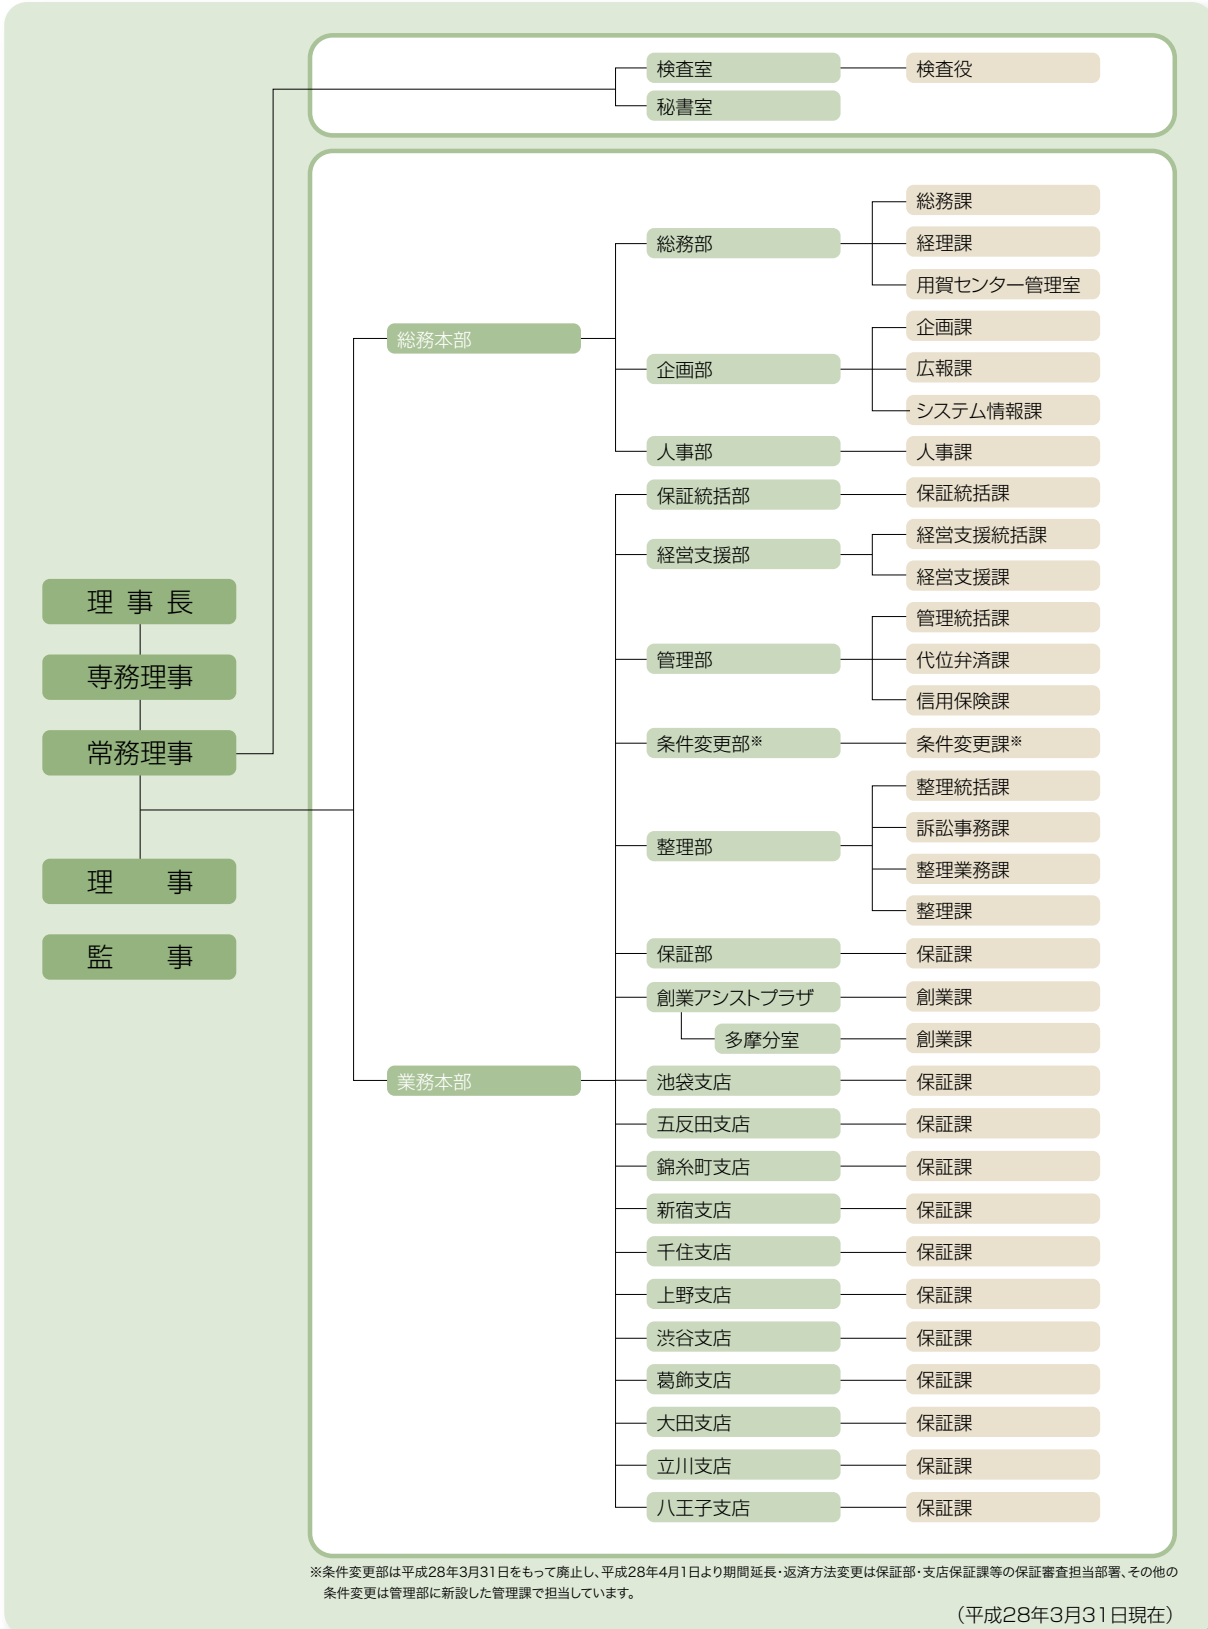 検査室 検査役
秘書室
総務課
総務部 経理課
用賀センター管理室
企画課
総務本部
企画部 広報課
システム情報課
人事部 人事課
保証統括部 保証統括課
経営支援統括課
経営支援部
経営支援課
理事長
管理統括課
管理部 代位弁済課
専務理事
信用保険課
常務理事 条件変更部※ 条件変更課※
整理統括課
訴訟事務課
整理部
整理業務課
理事
整理課
監事 保証部 保証課
創業アシストプラザ 創業課
多摩分室 創業課
業務本部 池袋支店 保証課
五反田支店 保証課
錦糸町支店 保証課
新宿支店 保証課
千住支店 保証課
上野支店 保証課
渋谷支店 保証課
葛飾支店 保証課
大田支店 保証課
立川支店 保証課
八王子支店 保証課
※条件変更部は平成28年3月31日をもって廃止し、平成28年4月1日より期間延長・返済方法変更は保証部・支店保証課等の保証審査担当部署、その他の
条件変更は管理部に新設した管理課で担当しています。
(平成28年3月31日現在)